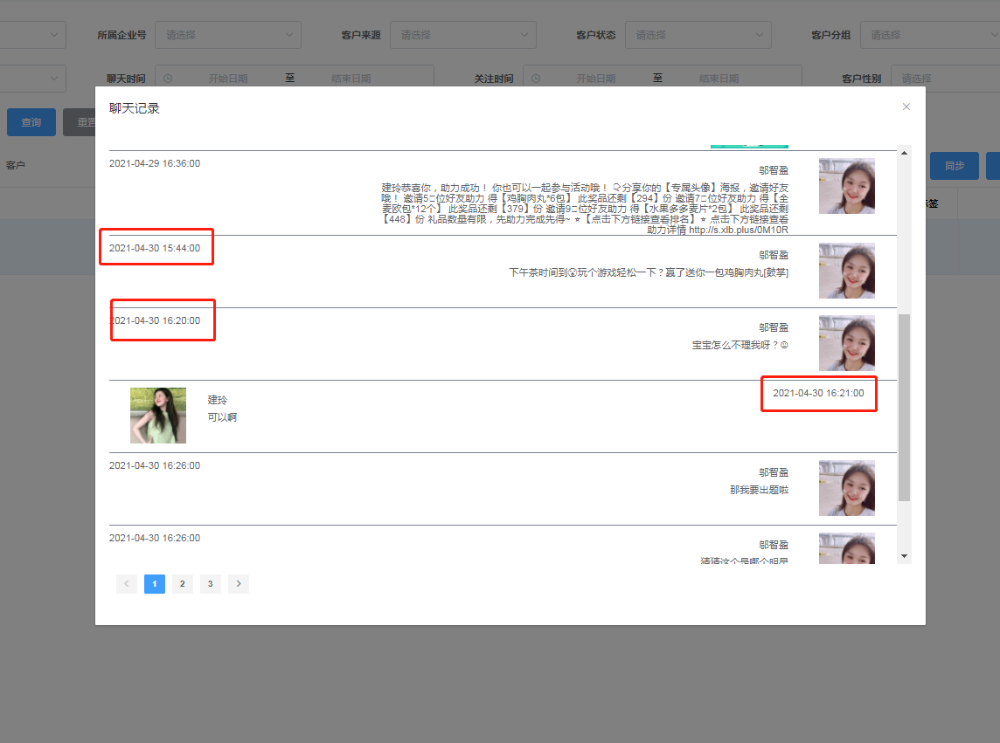 所属企业号 请选择 客户来源 请选择 客户状态 请选择 客户分组 请选择
聊天时间 开始日期 至 结束日期 关注时间 开始日期 至 结束日期 客户性别 请选择
聊天记录
查询 重置
客户
同步
2021-04-29 16:36:00
邬智盈
建玲恭喜你，助力成功！ 你也可以一起参与活动哦！ 分享你的【专属头像】海报，邀请好友
哦！ 邀请5□位好友助力 得【鸡胸肉丸*6包】 此奖品还剩【294】份 邀请7□位好友助力 得【全
麦欧包*12个】 此奖品还剩【379】份 邀请9□位好友助力 得【水果多多麦片*2包】 此奖品还剩
【448】份 礼品数量有限，先助力完成先得~ ⭐【点击下方链接查看排名】⭐ 点击下方链接查看
助力详情 http://s.xlb.plus/0M10R
2021-04-30 15:44:00
邬智盈
下午茶时间到😮玩个游戏轻松一下？赢了送你一包鸡胸肉丸[鼓掌]
2021-04-30 16:20:00
邬智盈
宝宝怎么不理我呀？☺
2021-04-30 16:21:00
建玲
可以啊
2021-04-30 16:26:00
邬智盈
那我要出题啦
2021-04-30 16:26:00
邬智盈
猜猜这个是哪个明星
1 2 3